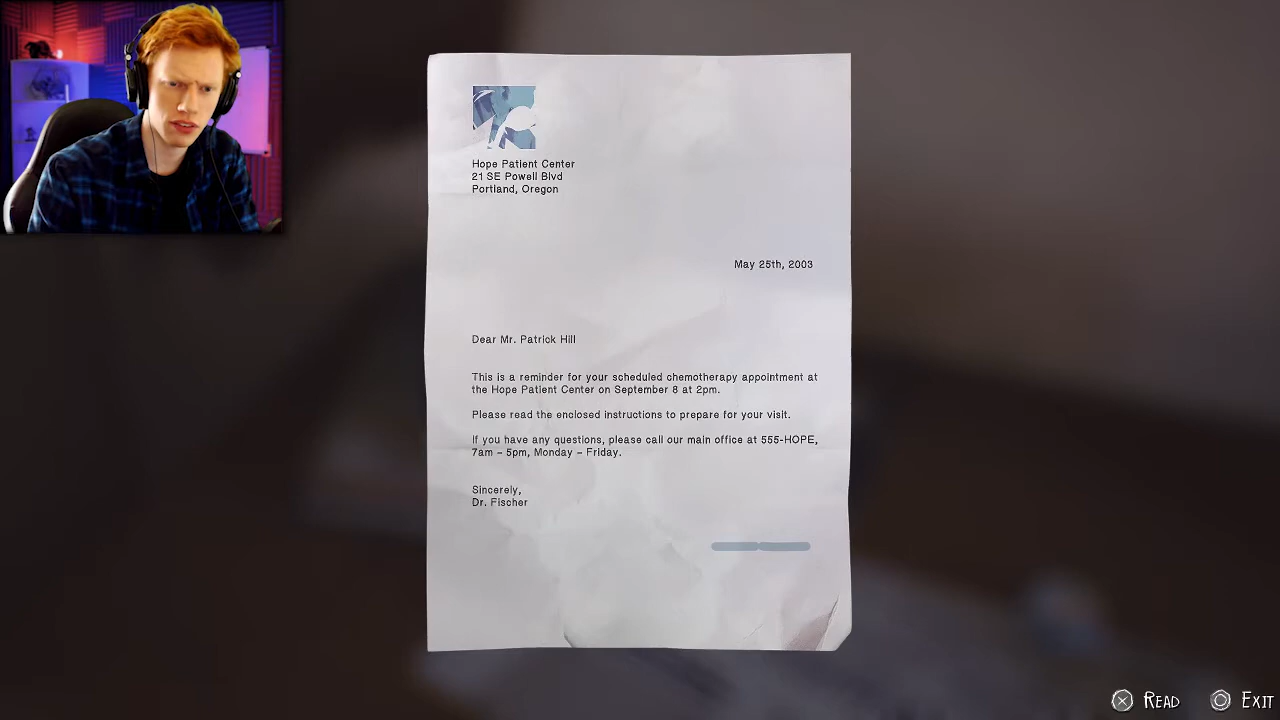 Hope Patient Center
21 SE Powell Blvd
Portland, Oregon
May 25th, 2003
Dear Mr. Patrick Hill
This is a reminder for your scheduled chemotherapy appointment at
the Hope Patient Center on September 8 at 2pm.
Please read the enclosed instructions to prepare for your visit.
If you have any questions, please call our main office at 555-HOPE,
7am – 5pm, Monday – Friday.
Sincerely,
Dr. Fischer
READ
EXIT